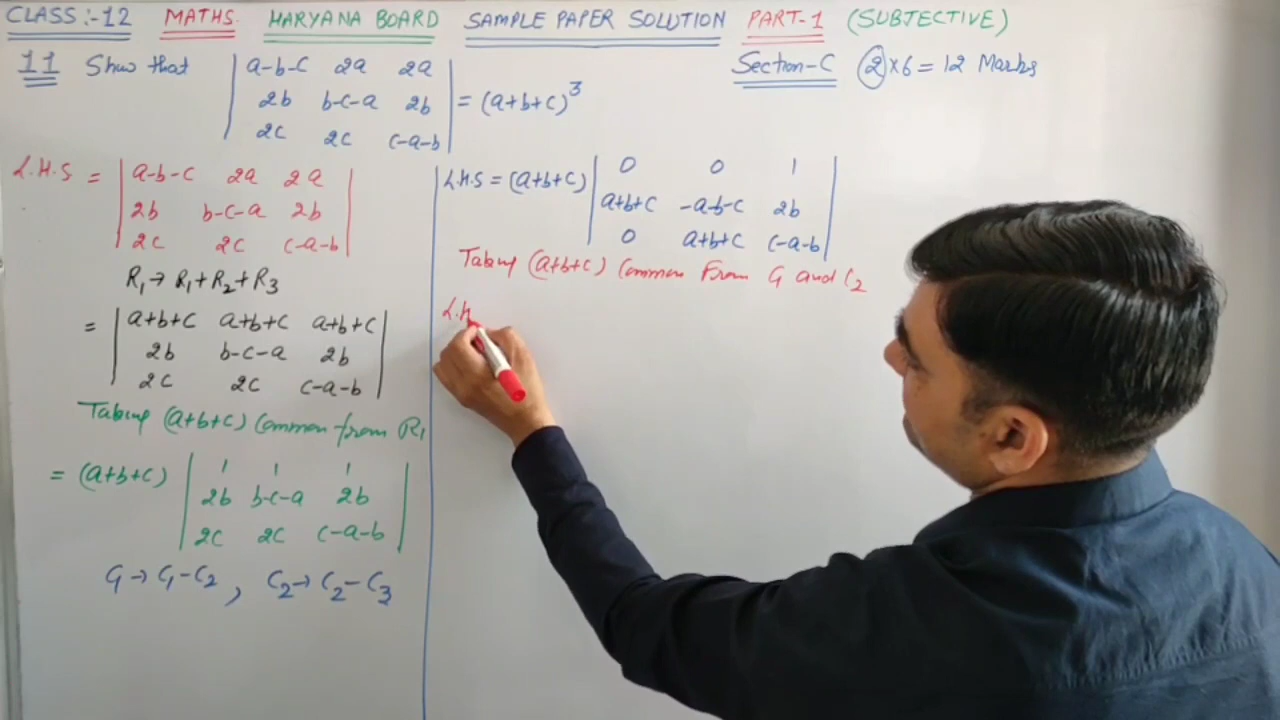 CLASS:-12 MATHS. HARYANA BOARD SAMPLE PAPER SOLUTION PART-1 (SUBJECTIVE)
11 Show that | a-b-c 2a 2a |
| 2b b-c-a 2b | = (a+b+c)³
| 2c 2c c-a-b |
Section-C (2)×6=12 Marks
L.H.S = | a-b-c 2a 2a |
| 2b b-c-a 2b |
| 2c 2c c-a-b |
R₁→R₁+R₂+R₃
= | a+b+c a+b+c a+b+c |
| 2b b-c-a 2b |
| 2c 2c c-a-b |
Taking (a+b+c) Common from R₁
= (a+b+c) | 1 1 1 |
| 2b b-c-a 2b |
| 2c 2c c-a-b |
C₁→C₁-C₂, C₂→C₂-C₃
L.H.S = (a+b+c) | 0 0 1 |
| a+b+c -a-b-c 2b |
| 0 a+b+c c-a-b |
Taking (a+b+c) Common From C₁ and C₂
L.H